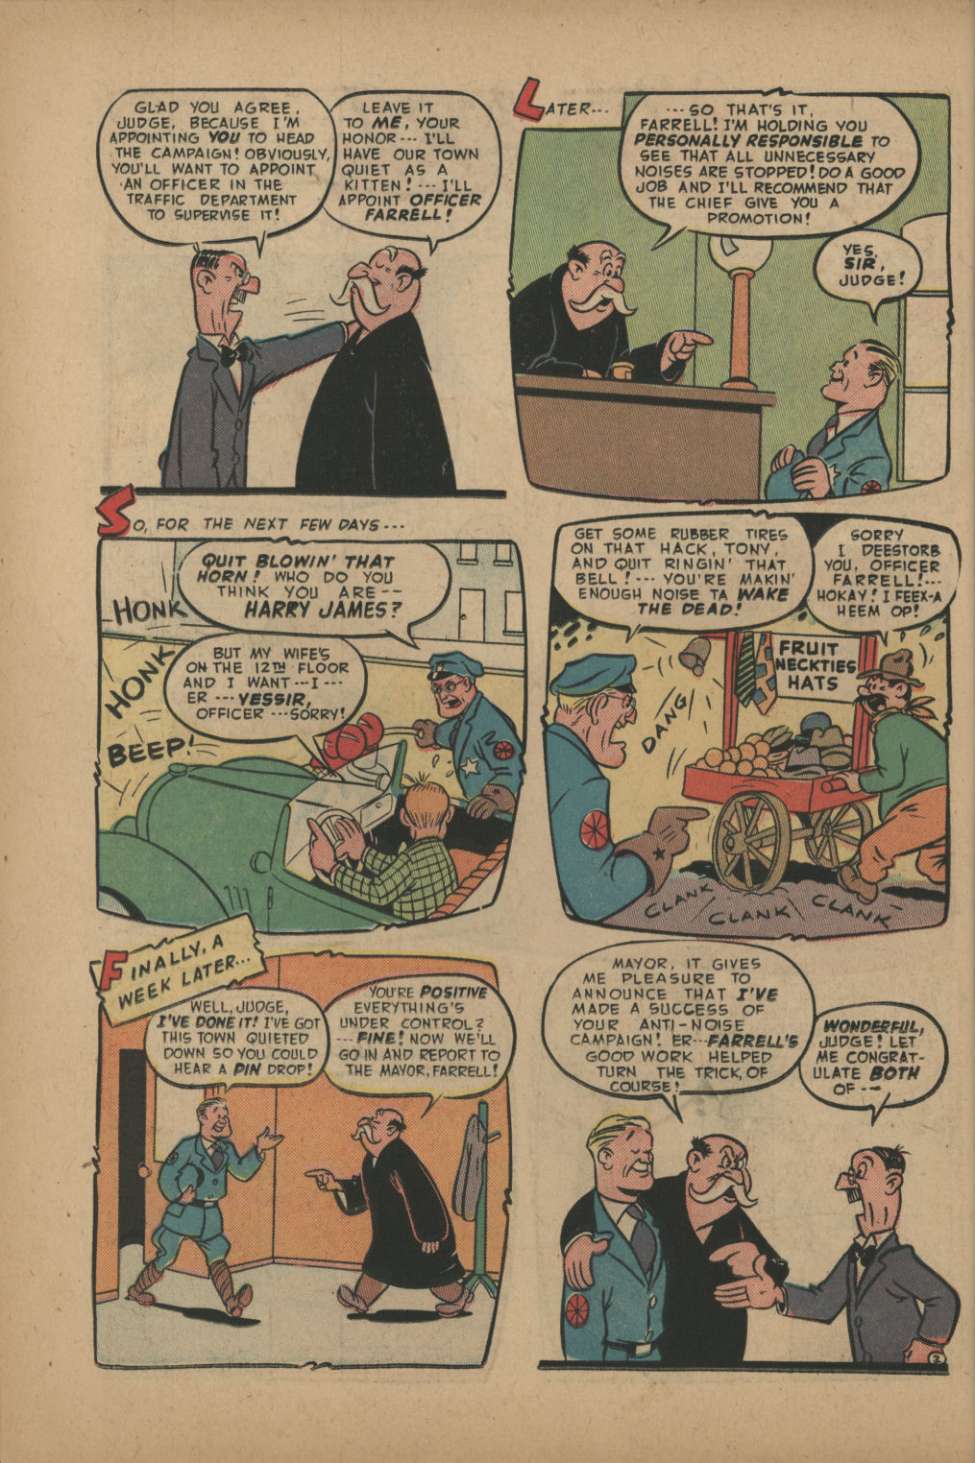 GLAD YOU AGREE,
JUDGE, BECAUSE I'M
APPOINTING YOU TO HEAD
THE CAMPAIGN! OBVIOUSLY,
YOU'LL WANT TO APPOINT
AN OFFICER IN THE
TRAFFIC DEPARTMENT
TO SUPERVISE IT!
LEAVE IT
TO ME, YOUR
HONOR--- I'LL
HAVE OUR TOWN
QUIET AS A
KITTEN! --- I'LL
APPOINT OFFICER
FARRELL!
LATER---
--- SO THAT'S IT,
FARRELL! I'M HOLDING YOU
PERSONALLY RESPONSIBLE TO
SEE THAT ALL UNNECESSARY
NOISES ARE STOPPED! DO A GOOD
JOB AND I'LL RECOMMEND THAT
THE CHIEF GIVE YOU A
PROMOTION!
YES,
SIR,
JUDGE!
SO, FOR THE NEXT FEW DAYS---
QUIT BLOWIN' THAT
HORN! WHO DO YOU
THINK YOU ARE--
HARRY JAMES?
HONK
HONK
BEEP!
BUT MY WIFE'S
ON THE 12TH FLOOR
AND I WANT---I---
ER ---YESSIR,
OFFICER ---SORRY!
GET SOME RUBBER TIRES
ON THAT HACK, TONY,
AND QUIT RINGIN' THAT
BELL!--- YOU'RE MAKIN'
ENOUGH NOISE TA WAKE
THE DEAD!
SORRY
I DEESTORB
YOU, OFFICER
FARRELL!---
HOKAY! I FEEX-A
HEEM OP!
DANG
FRUIT
NECKTIES
HATS
CLANK
CLANK
CLANK
FINALLY, A
WEEK LATER...
WELL, JUDGE,
I'VE DONE IT! I'VE GOT
THIS TOWN QUIETED
DOWN SO YOU COULD
HEAR A PIN DROP!
YOU'RE POSITIVE
EVERYTHING'S
UNDER CONTROL?
---FINE! NOW WE'LL
GO IN AND REPORT TO
THE MAYOR, FARRELL!
MAYOR, IT GIVES
ME PLEASURE TO
ANNOUNCE THAT I'VE
MADE A SUCCESS OF
YOUR ANTI-NOISE
CAMPAIGN! ER---FARRELL'S
GOOD WORK HELPED
TURN THE TRICK, OF
COURSE!
WONDERFUL,
JUDGE! LET
ME CONGRAT-
ULATE BOTH
OF --
2